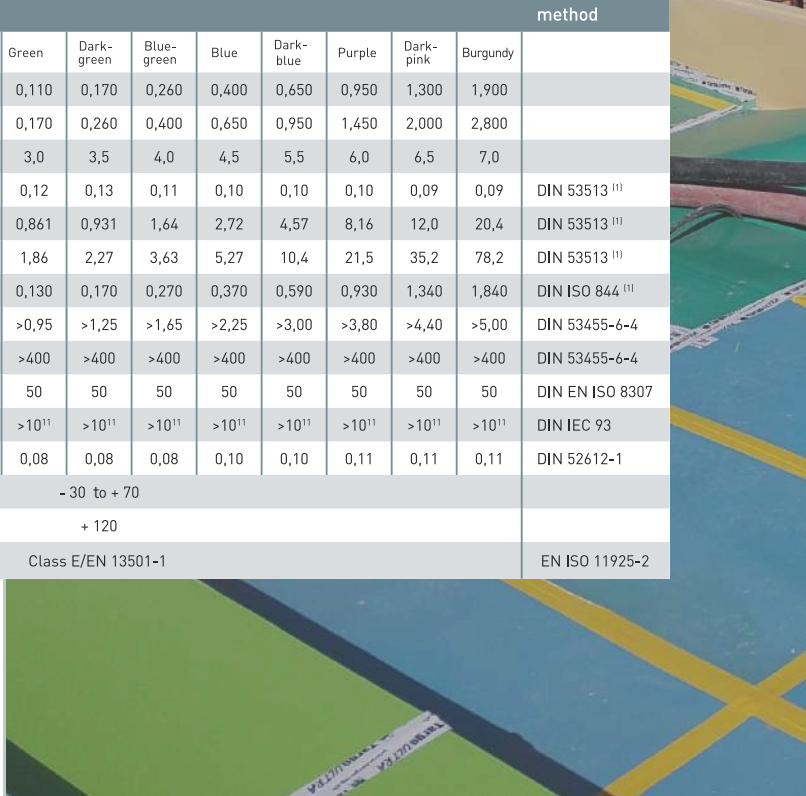 method
Green Dark-green Blue-green Blue Dark-blue Purple Dark-pink Burgundy
0,110 0,170 0,260 0,400 0,650 0,950 1,300 1,900
0,170 0,260 0,400 0,650 0,950 1,450 2,000 2,800
3,0 3,5 4,0 4,5 5,5 6,0 6,5 7,0
0,12 0,13 0,11 0,10 0,10 0,10 0,09 0,09 DIN 53513 (1)
0,861 0,931 1,64 2,72 4,57 8,16 12,0 20,4 DIN 53513 (1)
1,86 2,27 3,63 5,27 10,4 21,5 35,2 78,2 DIN 53513 (1)
0,130 0,170 0,270 0,370 0,590 0,930 1,340 1,840 DIN ISO 844 (1)
>0,95 >1,25 >1,65 >2,25 >3,00 >3,80 >4,40 >5,00 DIN 53455-6-4
>400 >400 >400 >400 >400 >400 >400 >400 DIN 53455-6-4
50 50 50 50 50 50 50 50 DIN EN ISO 8307
>10¹¹ >10¹¹ >10¹¹ >10¹¹ >10¹¹ >10¹¹ >10¹¹ >10¹¹ DIN IEC 93
0,08 0,08 0,08 0,10 0,10 0,11 0,11 0,11 DIN 52612-1
- 30 to + 70
+ 120
Class E/EN 13501-1 EN ISO 11925-2